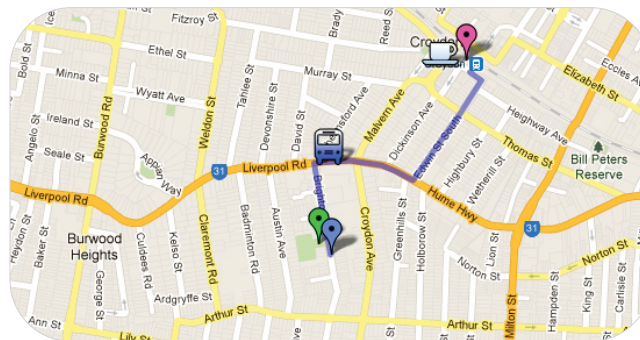 Fitzroy St
Brady
Reed St
Croydon
Bold St
Ethel St
Minna St
Murray St
Eccles Ave
Elizabeth St
Wyatt Ave
Tahlee St
Devonshire St
David St
Malvern Ave
Dickinson Ave
Edwin St South
Heighway Ave
Thomas St
Angelo St
Burwood Rd
Weldon St
Ireland St
Seale St
Appian
Way
31
Liverpool Rd
Highbury St
Wetherill St
Bill Peters
Reserve
Liverpool Rd
Hume Hwy
31
Burwood
Heights
Heydon St
Baker St
Culdees Rd
Kelso St
Claremont Rd
Badminton Rd
Austin Ave
Croydon Ave
Greenhills St
Holborow St
Lion St
Norton St
Norton St
George St
Ardgryffe St
Arthur St
Arthur St
Ann St
Lily St
Milton St
Hampden St
King St
Carlisle St